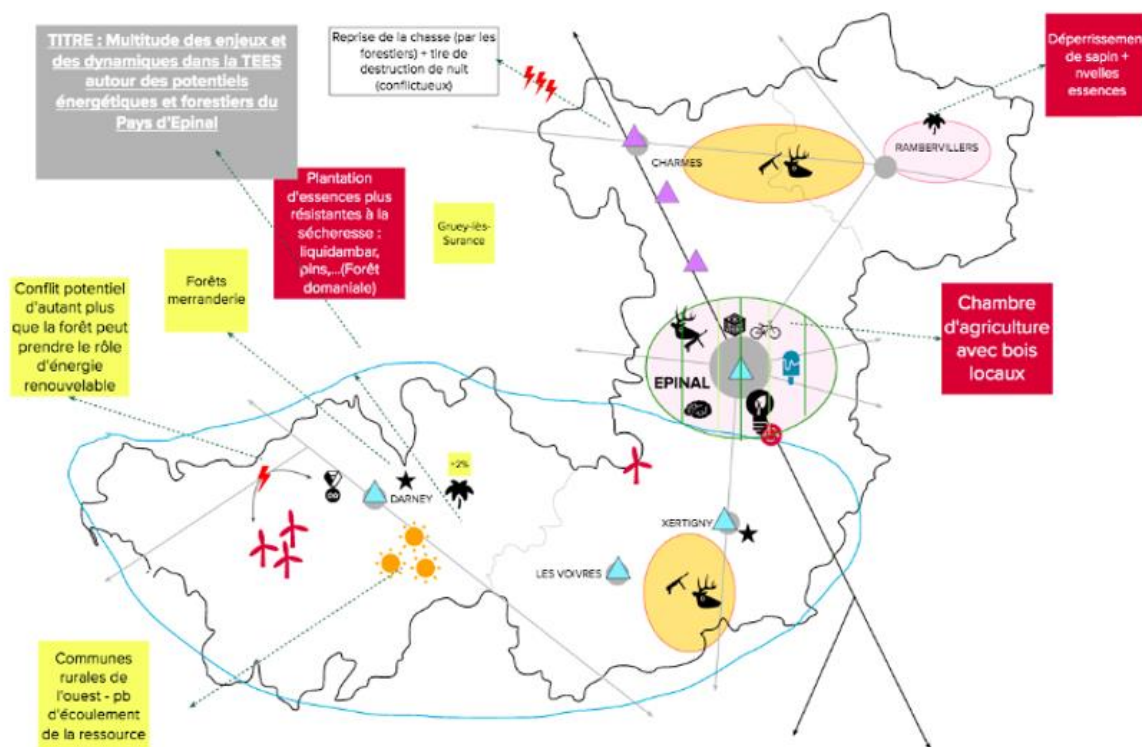 TITRE : Multitude des enjeux et
des dynamiques dans la TEES
autour des potentiels
énergétiques et forestiers du
Pays d'Epinal
Reprise de la chasse (par les
forestiers) + tire de
destruction de nuit
(conflictueux)
Déperrissement
de sapin +
nvelles
essences
CHARMES
RAMBERVILLERS
Plantation
d'essences plus
résistantes à la
sécheresse :
liquidambar,
pins,...(Forêt
domaniale)
Gruey-lès-
Surance
Forêts
merranderie
Conflit potentiel
d'autant plus
que la forêt peut
prendre le rôle
d'énergie
renouvelable
Chambre
d'agriculture
avec bois
locaux
EPINAL
DARNEY
XERTIGNY
LES VOIVRES
Communes
rurales de
l'ouest - pb
d'écoulement
de la ressource